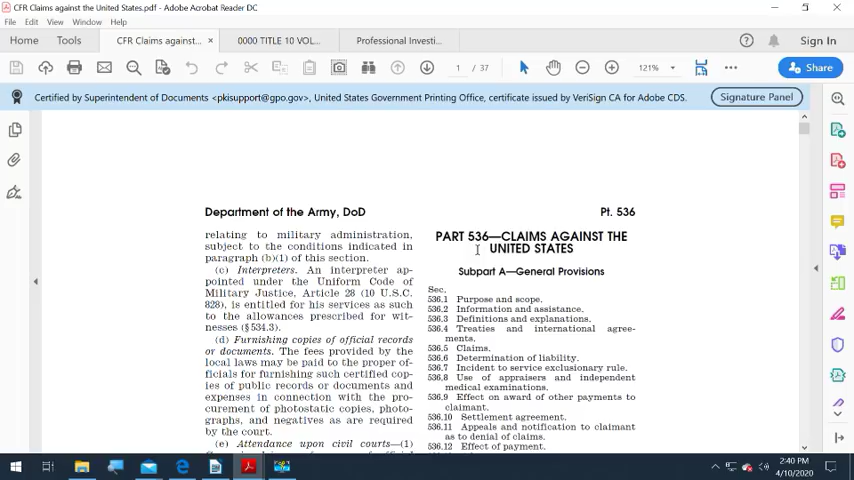 CFR Claims against the United States.pdf - Adobe Acrobat Reader DC
File Edit View Window Help
Home Tools CFR Claims against... × 0000 TITLE 10 VOL... Professional Investi... Sign In
1 / 37 121% Share
Certified by Superintendent of Documents <pkisupport@gpo.gov>, United States Government Printing Office, certificate issued by VeriSign CA for Adobe CDS. Signature Panel
Department of the Army, DoD
Pt. 536
relating to military administration,
subject to the conditions indicated in
paragraph (b)(1) of this section.
(c) Interpreters. An interpreter ap-
pointed under the Uniform Code of
Military Justice, Article 28 (10 U.S.C.
828), is entitled for his services as such
to the allowances prescribed for wit-
nesses (§ 534.3).
(d) Furnishing copies of official records
or documents. The fees provided by the
local laws may be paid to the proper of-
ficials for furnishing such certified cop-
ies of public records or documents and
expenses in connection with the pro-
curement of photostatic copies, photo-
graphs, and negatives as are required
by the court.
(e) Attendance upon civil courts—(1)
PART 536—CLAIMS AGAINST THE
UNITED STATES
Subpart A—General Provisions
Sec.
536.1 Purpose and scope.
536.2 Information and assistance.
536.3 Definitions and explanations.
536.4 Treaties and international agree-
ments.
536.5 Claims.
536.6 Determination of liability.
536.7 Incident to service exclusionary rule.
536.8 Use of appraisers and independent
medical examinations.
536.9 Effect on award of other payments to
claimant.
536.10 Settlement agreement.
536.11 Appeals and notification to claimant
as to denial of claims.
536.12 Effect of payment.
2:40 PM
4/10/2020